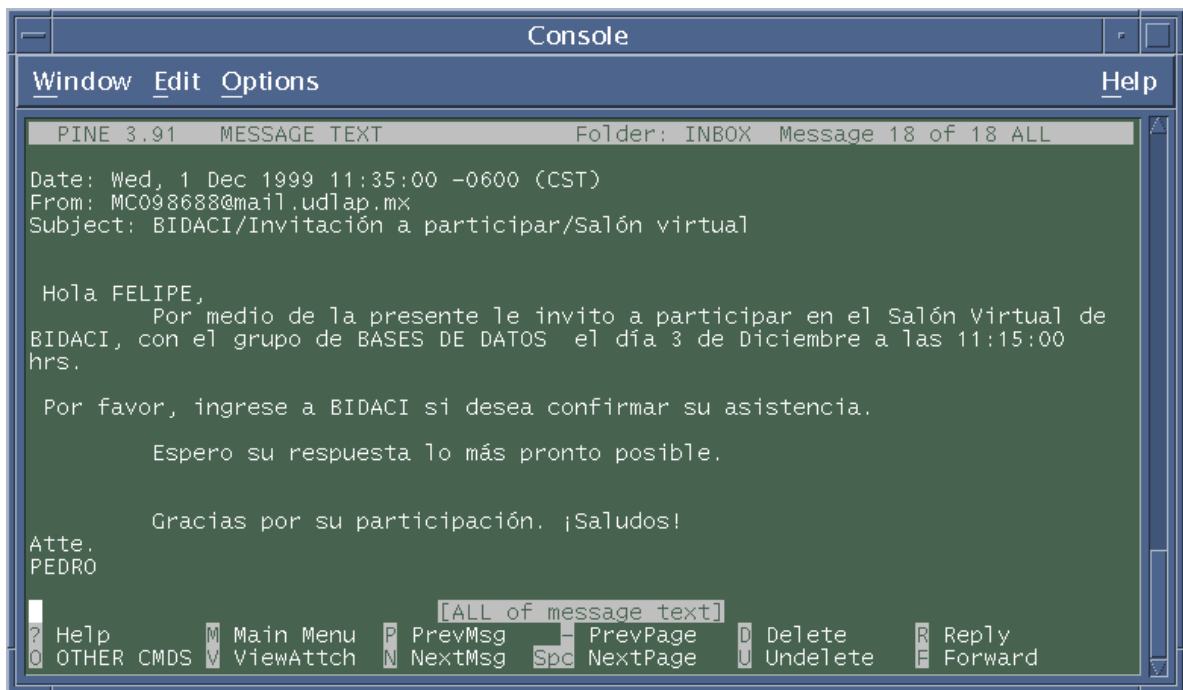 Console
Window Edit Options Help
PINE 3.91 MESSAGE TEXT Folder: INBOX Message 18 of 18 ALL
Date: Wed, 1 Dec 1999 11:35:00 -0600 (CST)
From: MC098688@mail.udlap.mx
Subject: BIDACI/Invitación a participar/Salón virtual
Hola FELIPE,
Por medio de la presente le invito a participar en el Salón Virtual de
BIDACI, con el grupo de BASES DE DATOS el día 3 de Diciembre a las 11:15:00
hrs.
Por favor, ingrese a BIDACI si desea confirmar su asistencia.
Espero su respuesta lo más pronto posible.
Gracias por su participación. ¡Saludos!
Atte.
PEDRO
[ALL of message text]
? Help M Main Menu P PrevMsg - PrevPage D Delete R Reply
O OTHER CMDS V ViewAttch N NextMsg Spc NextPage U Undelete F Forward